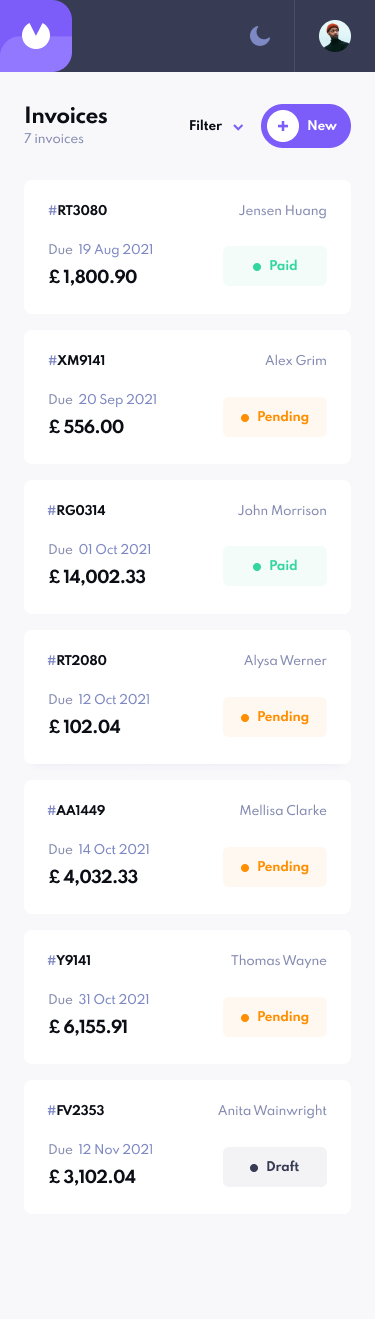 Invoices
7 invoices
Filter
New
#RT3080 Jensen Huang
Due 19 Aug 2021
£ 1,800.90
Paid
#XM9141 Alex Grim
Due 20 Sep 2021
£ 556.00
Pending
#RG0314 John Morrison
Due 01 Oct 2021
£ 14,002.33
Paid
#RT2080 Alysa Werner
Due 12 Oct 2021
£ 102.04
Pending
#AA1449 Mellisa Clarke
Due 14 Oct 2021
£ 4,032.33
Pending
#Y9141 Thomas Wayne
Due 31 Oct 2021
£ 6,155.91
Pending
#FV2353 Anita Wainwright
Due 12 Nov 2021
£ 3,102.04
Draft